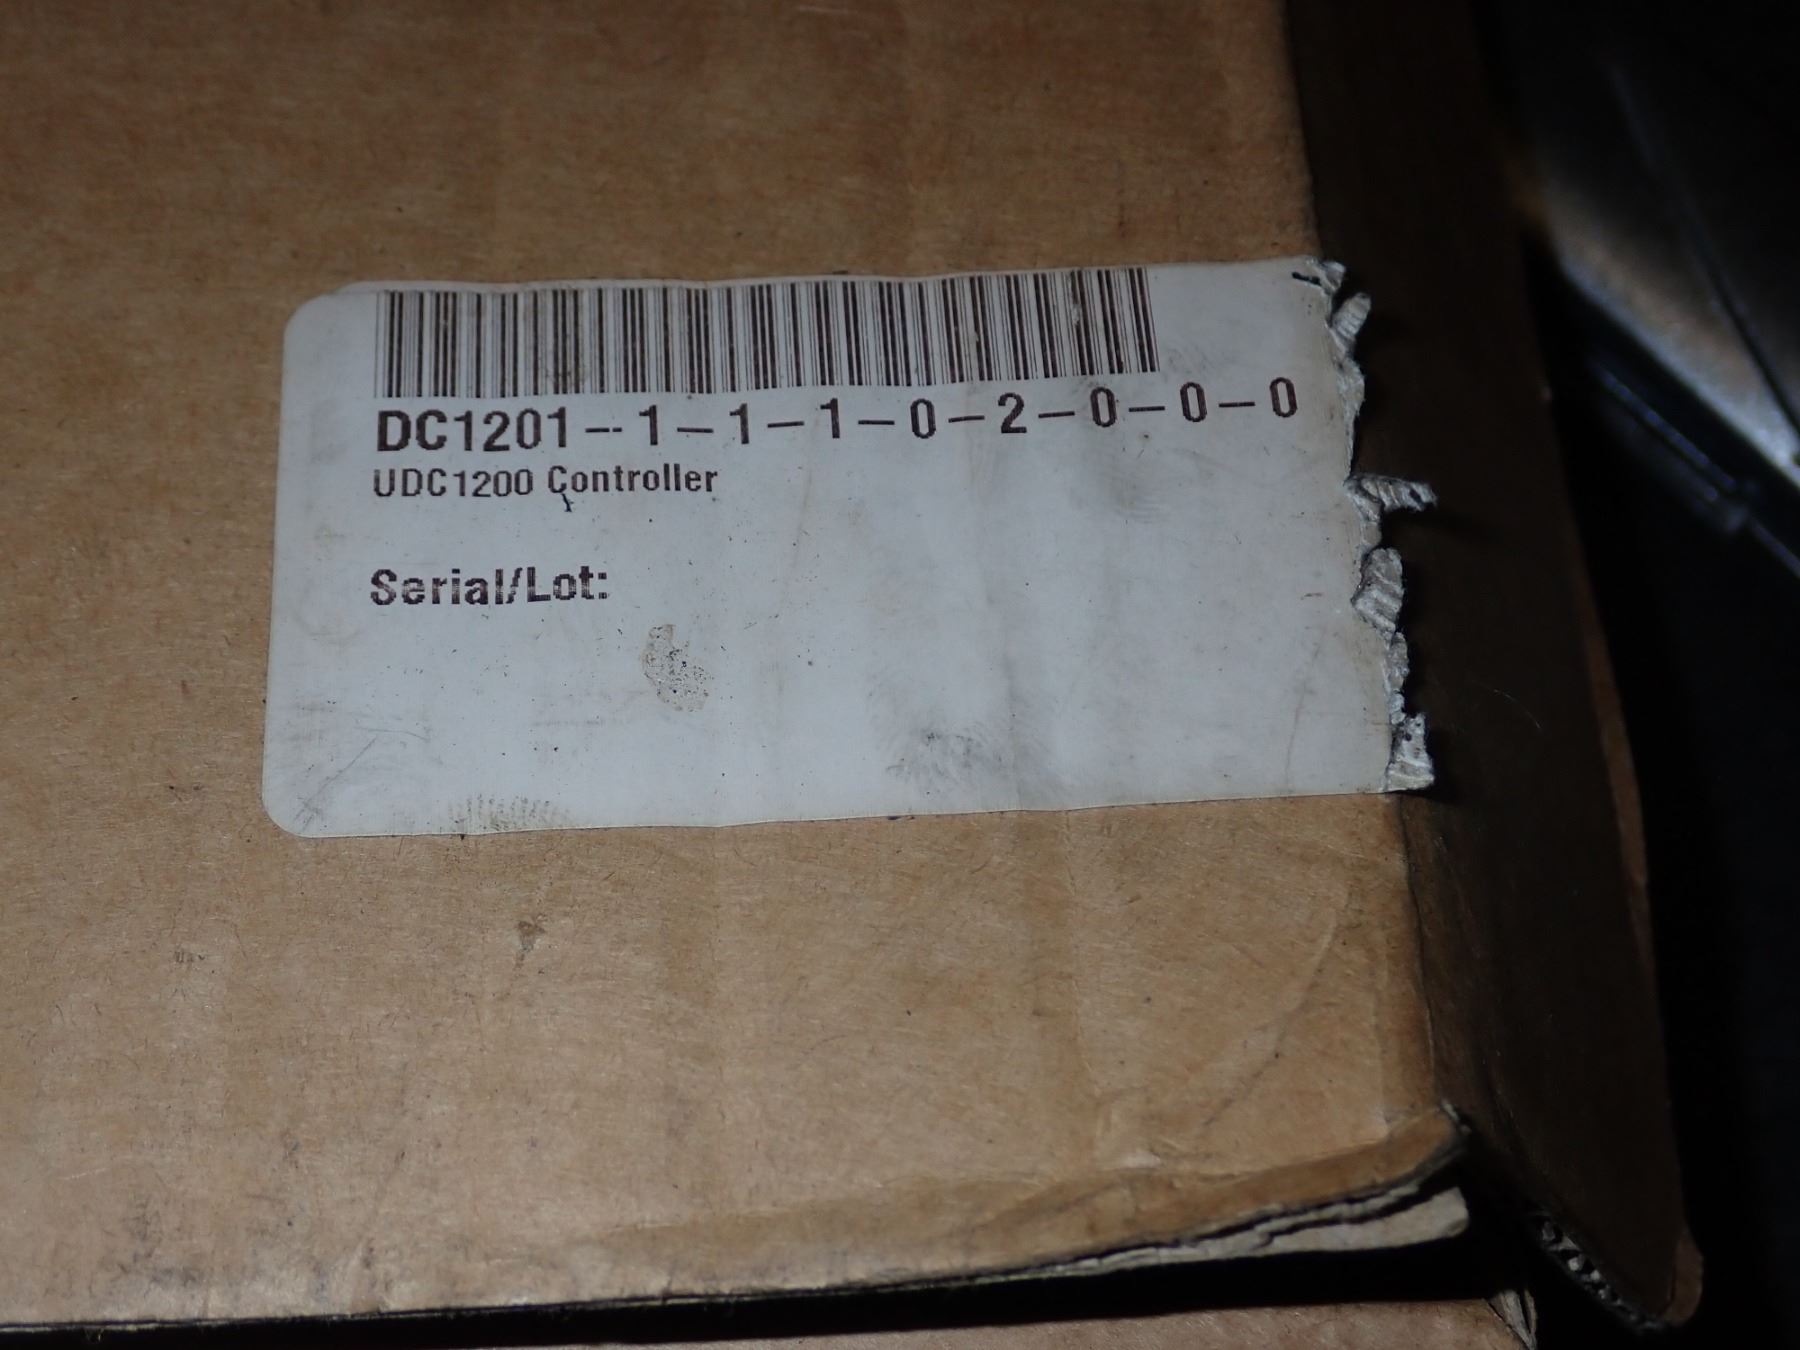 DC1201--1-1-1-0-2-0-0-0
UDC1200 Controller
Serial/Lot: